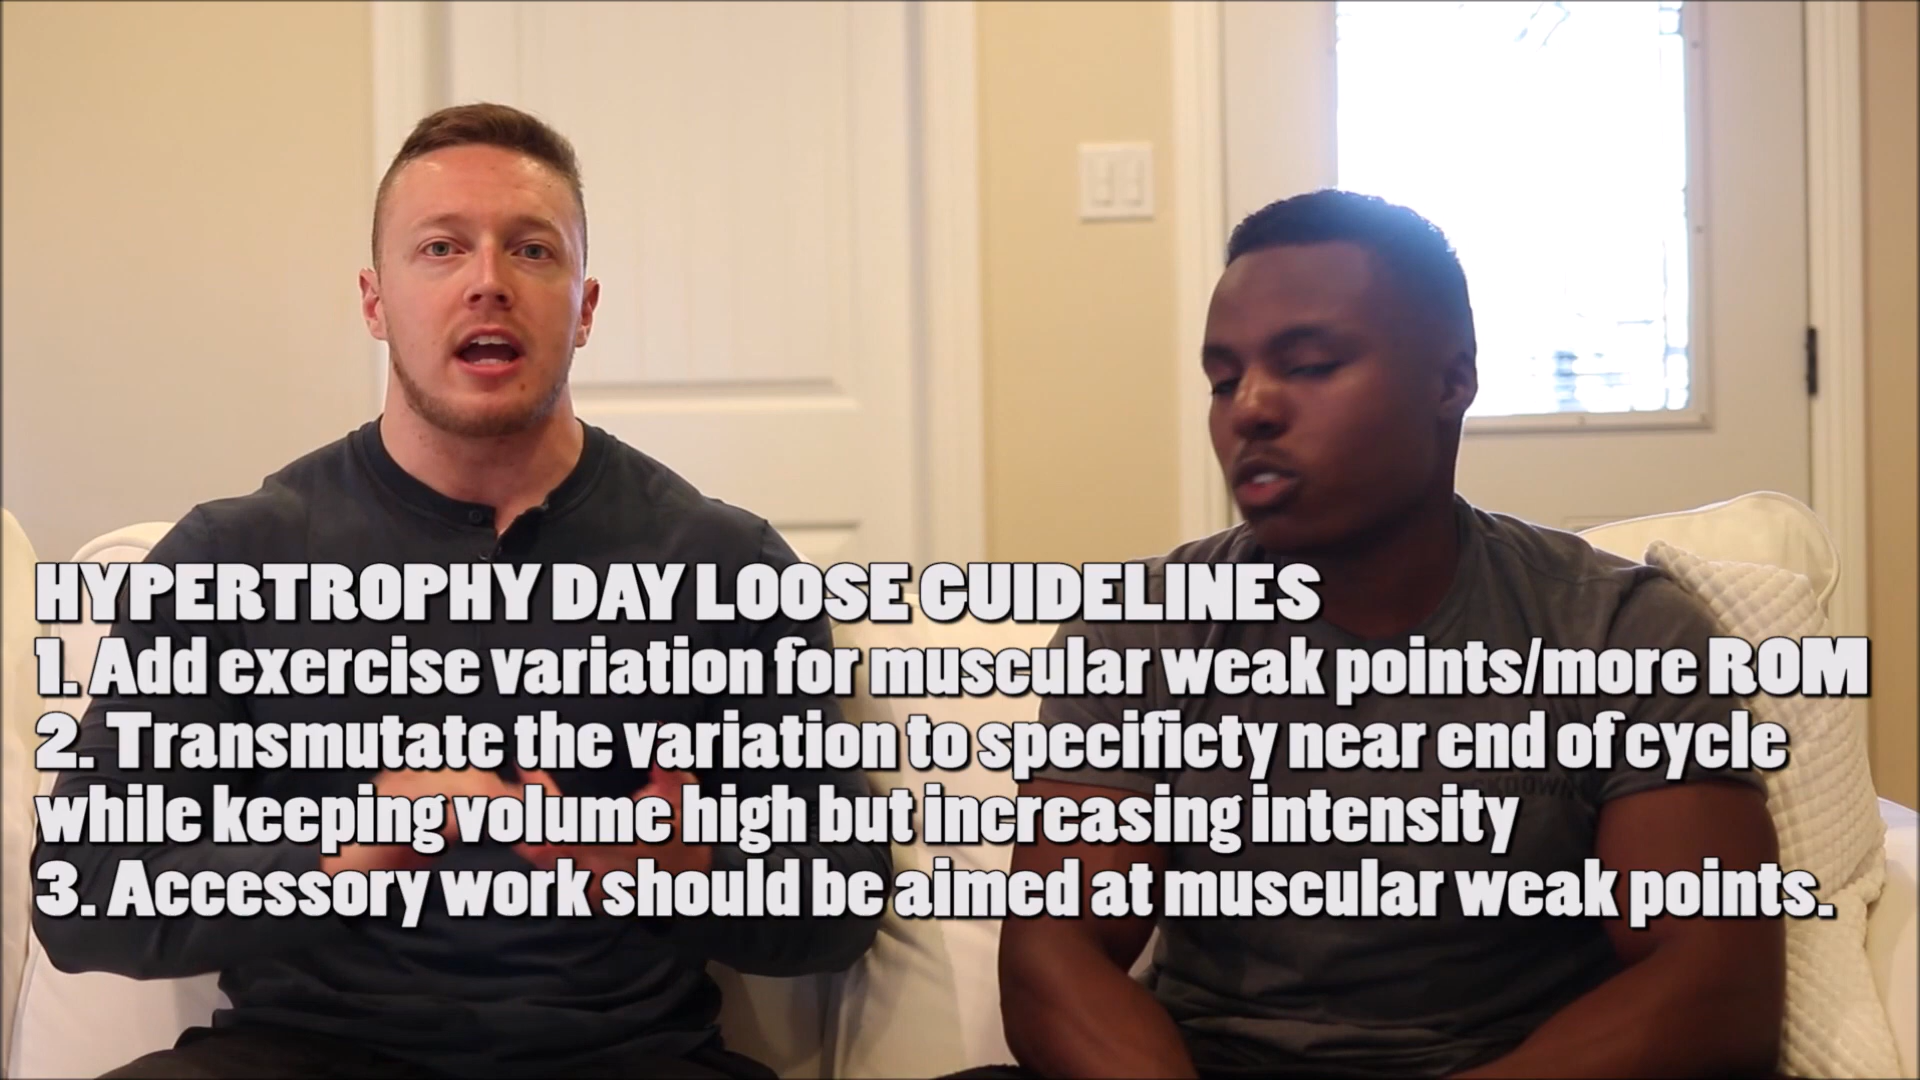 HYPERTROPHY DAY LOOSE GUIDELINES
1. Add exercise variation for muscular weak points/more ROM
2. Transmutate the variation to specificty near end of cycle
while keeping volume high but increasing intensity
3. Accessory work should be aimed at muscular weak points.